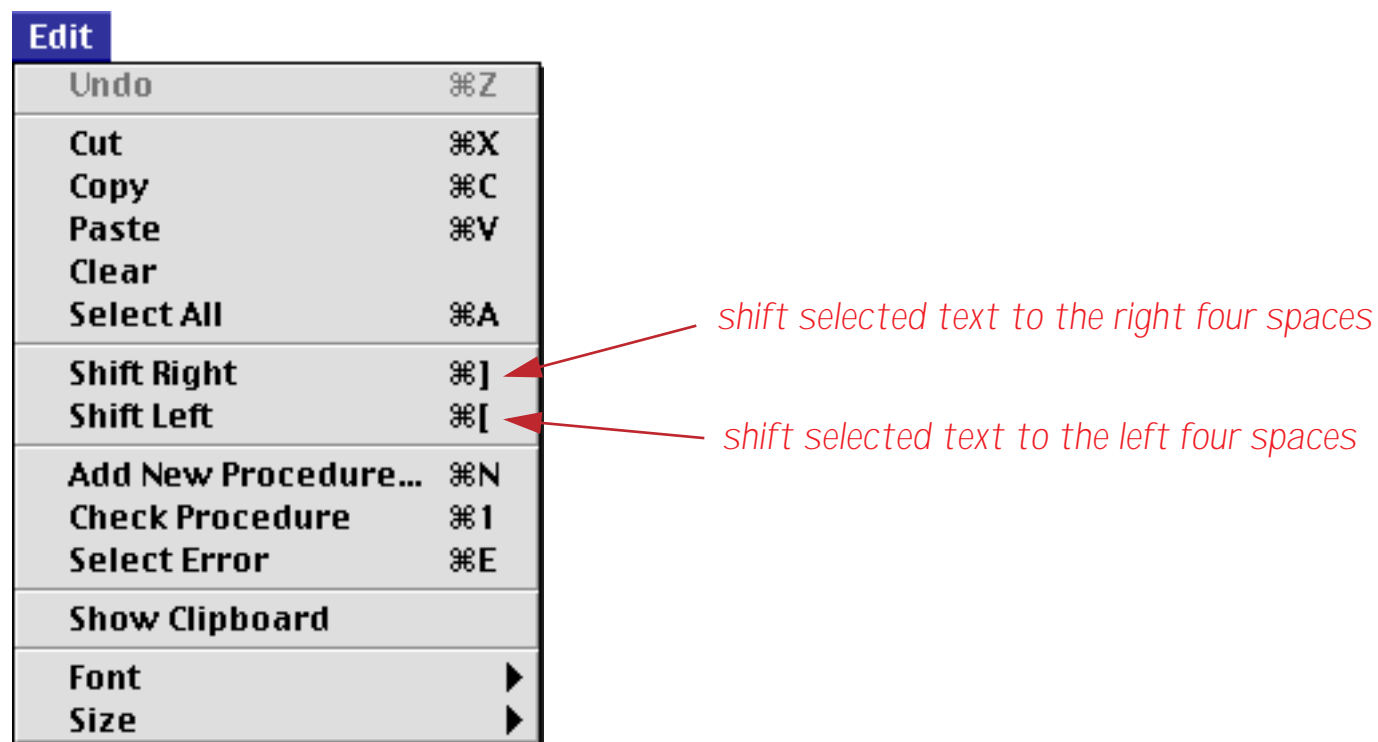 Edit
Undo ⌘Z
Cut ⌘X
Copy ⌘C
Paste ⌘V
Clear
Select All ⌘A
shift selected text to the right four spaces
Shift Right ⌘]
Shift Left ⌘[
shift selected text to the left four spaces
Add New Procedure... ⌘N
Check Procedure ⌘1
Select Error ⌘E
Show Clipboard
Font
Size